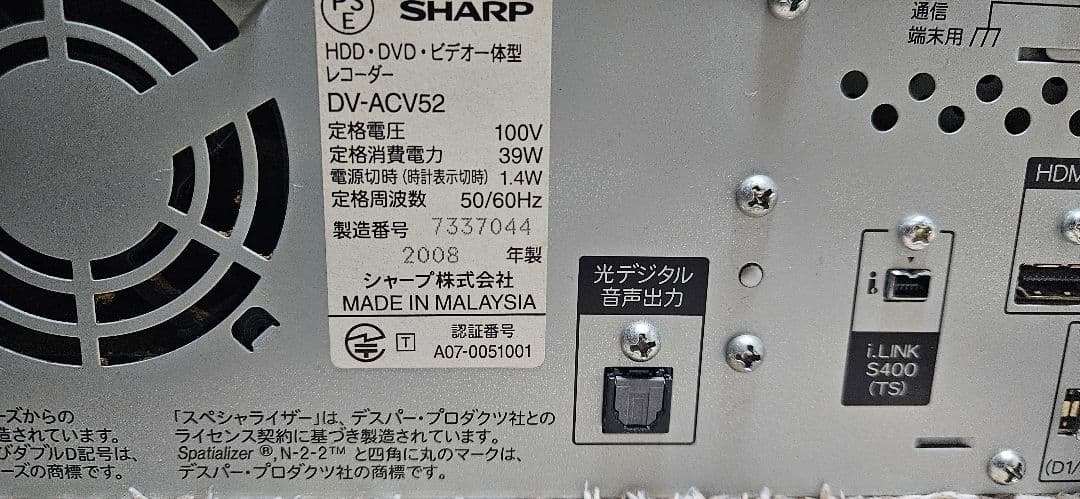 PS
E
SHARP
HDD・DVD・ビデオ一体型
レコーダー
DV-ACV52
定格電圧 100V
定格消費電力 39W
電源切時(時計表示切時) 1.4W
定格周波数 50/60Hz
製造番号 7337044
2008 年製
シャープ株式会社
MADE IN MALAYSIA
T
認証番号
A07-0051001
通信
端末用
光デジタル
音声出力
i.LINK
S400
(TS)
HDM
(D1/
ーズからの
造されています。
びダブルD記号は、
ーズの商標です。
「スペシャライザー」は、デスパー・プロダクツ社との
ライセンス契約に基づき製造されています。
Spatializer ®, N-2-2™ と四角に丸のマークは、
デスパー・プロダクツ社の商標です。